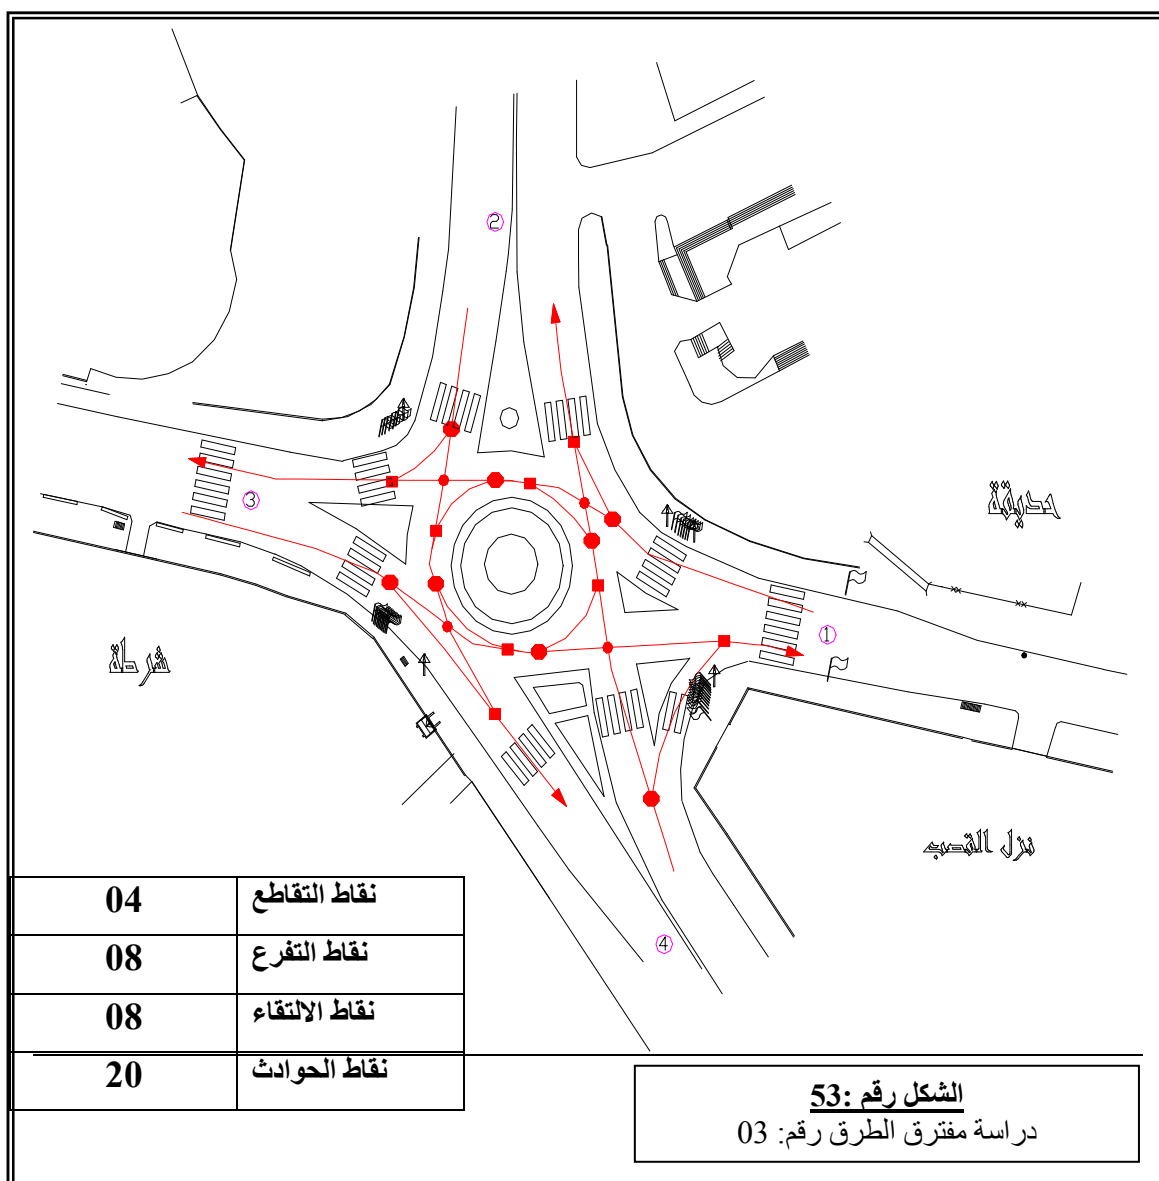 2
3
حديقة
1
شرطة
نزل القصب
4
نقاط التقاطع 04
نقاط التفرع 08
نقاط الالتقاء 08
نقاط الحوادث 20
الشكل رقم :53
دراسة مفترق الطرق رقم: 03